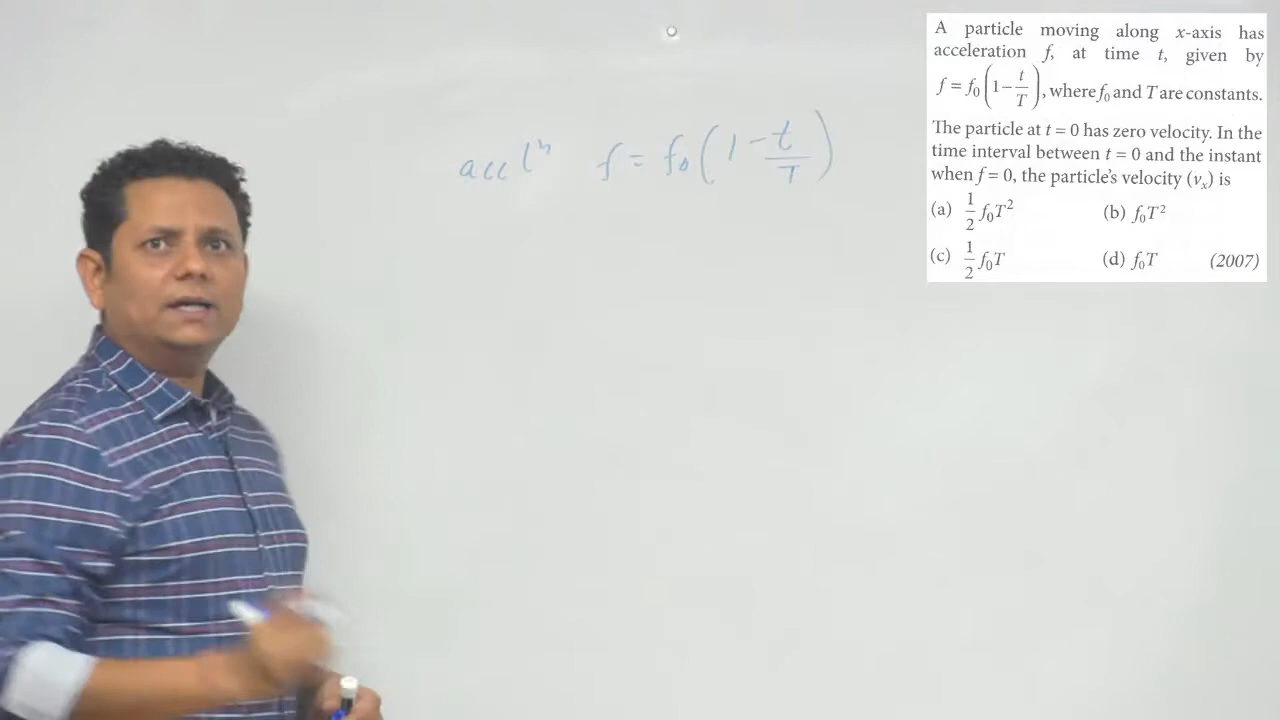 acc lⁿ f = f₀(1 - t/T)
A particle moving along x-axis has
acceleration f, at time t, given by
f = f₀(1 - t/T), where f₀ and T are constants.
The particle at t = 0 has zero velocity. In the
time interval between t = 0 and the instant
when f = 0, the particle's velocity (vₓ) is
(a) 1/2 f₀T² (b) f₀T²
(c) 1/2 f₀T (d) f₀T (2007)